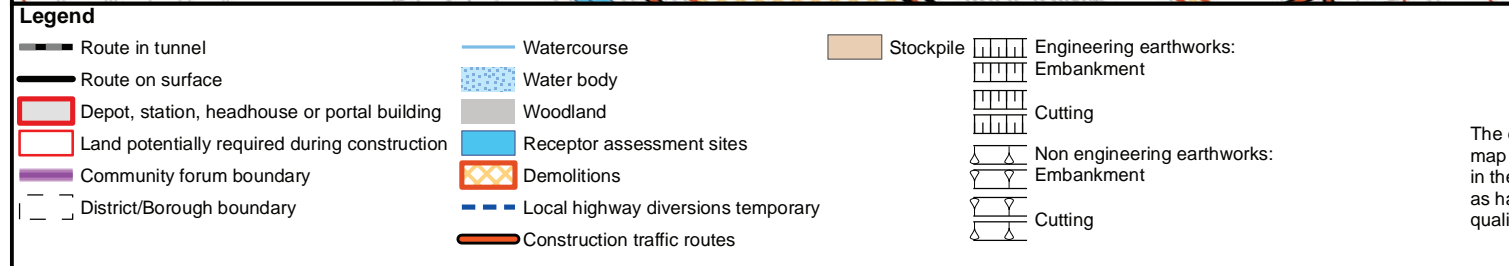 Legend
Route in tunnel
Route on surface
Depot, station, headhouse or portal building
Land potentially required during construction
Community forum boundary
District/Borough boundary
Watercourse
Water body
Woodland
Receptor assessment sites
Demolitions
Local highway diversions temporary
Construction traffic routes
Stockpile
Engineering earthworks:
Embankment
Cutting
Non engineering earthworks:
Embankment
Cutting
The
map
in the
as ha
quali